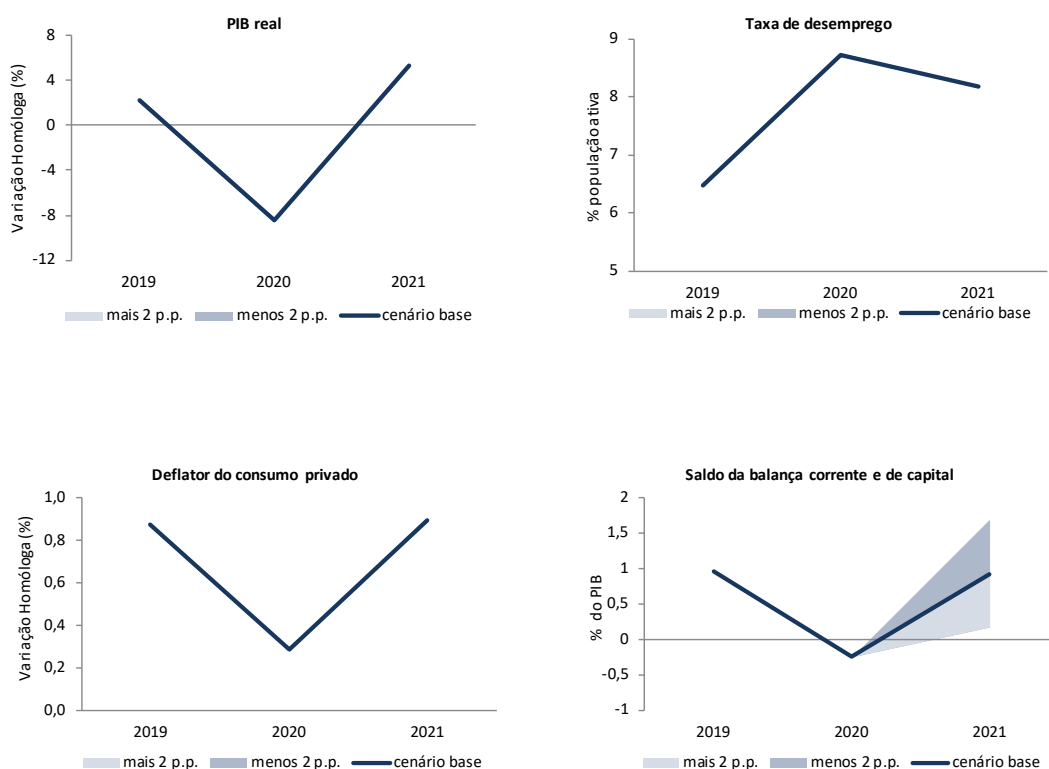 PIB real
Variação Homóloga (%)
8
4
0
-4
-8
-12
2019 2020 2021
mais 2 p.p. menos 2 p.p. cenário base
Taxa de desemprego
% população ativa
9
8
7
6
5
2019 2020 2021
mais 2 p.p. menos 2 p.p. cenário base
Deflator do consumo privado
Variação Homóloga (%)
1,0
0,8
0,6
0,4
0,2
0,0
2019 2020 2021
mais 2 p.p. menos 2 p.p. cenário base
Saldo da balança corrente e de capital
% do PIB
2
1,5
1
0,5
0
-0,5
-1
2019 2020 2021
mais 2 p.p. menos 2 p.p. cenário base